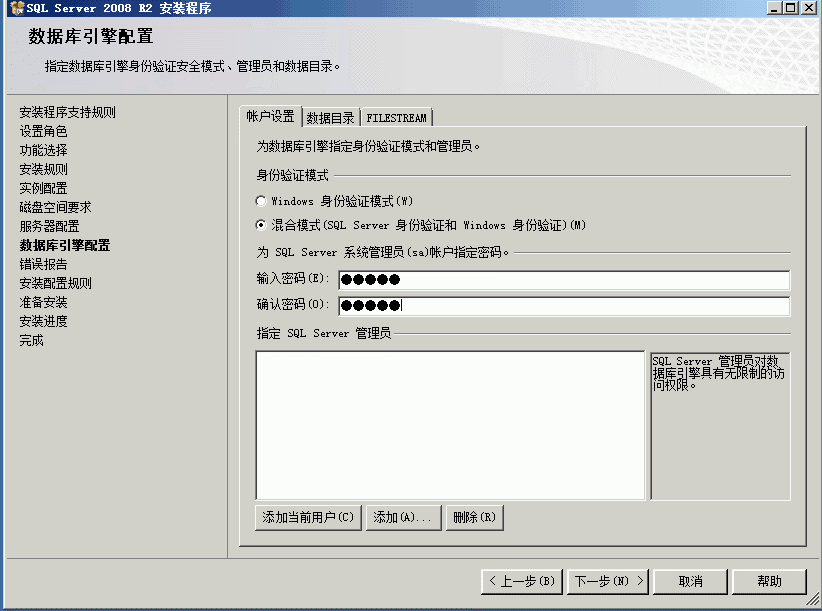 SQL Server 2008 R2 安装程序
数据库引擎配置
指定数据库引擎身份验证安全模式、管理员和数据目录。
安装程序支持规则
设置角色
功能选择
安装规则
实例配置
磁盘空间要求
服务器配置
数据库引擎配置
错误报告
安装配置规则
准备安装
安装进度
完成
帐户设置 数据目录 FILESTREAM
为数据库引擎指定身份验证模式和管理员。
身份验证模式
Windows 身份验证模式(W)
混合模式(SQL Server 身份验证和 Windows 身份验证)(M)
为 SQL Server 系统管理员(sa)帐户指定密码。
输入密码(E): ●●●●●
确认密码(O): ●●●●●
指定 SQL Server 管理员
SQL Server 管理员对数
据库引擎具有无限制的访
问权限。
添加当前用户(C) 添加(A)... 删除(R)
< 上一步(B) 下一步(N) > 取消 帮助